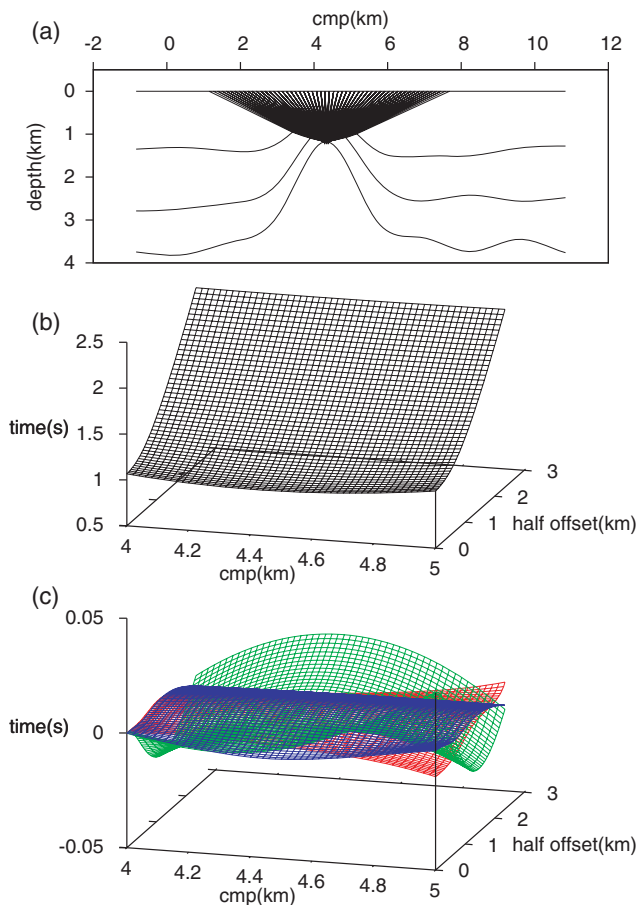 (a)
cmp(km)
-2 0 2 4 6 8 10 12
depth(km)
0
1
2
3
4
(b)
time(s)
2.5
2
1.5
1
0.5
4 4.2 4.4 4.6 4.8 5
cmp(km)
0 1 2 3
half offset(km)
(c)
time(s)
0.05
0
-0.05
4 4.2 4.4 4.6 4.8 5
cmp(km)
0 1 2 3
half offset(km)